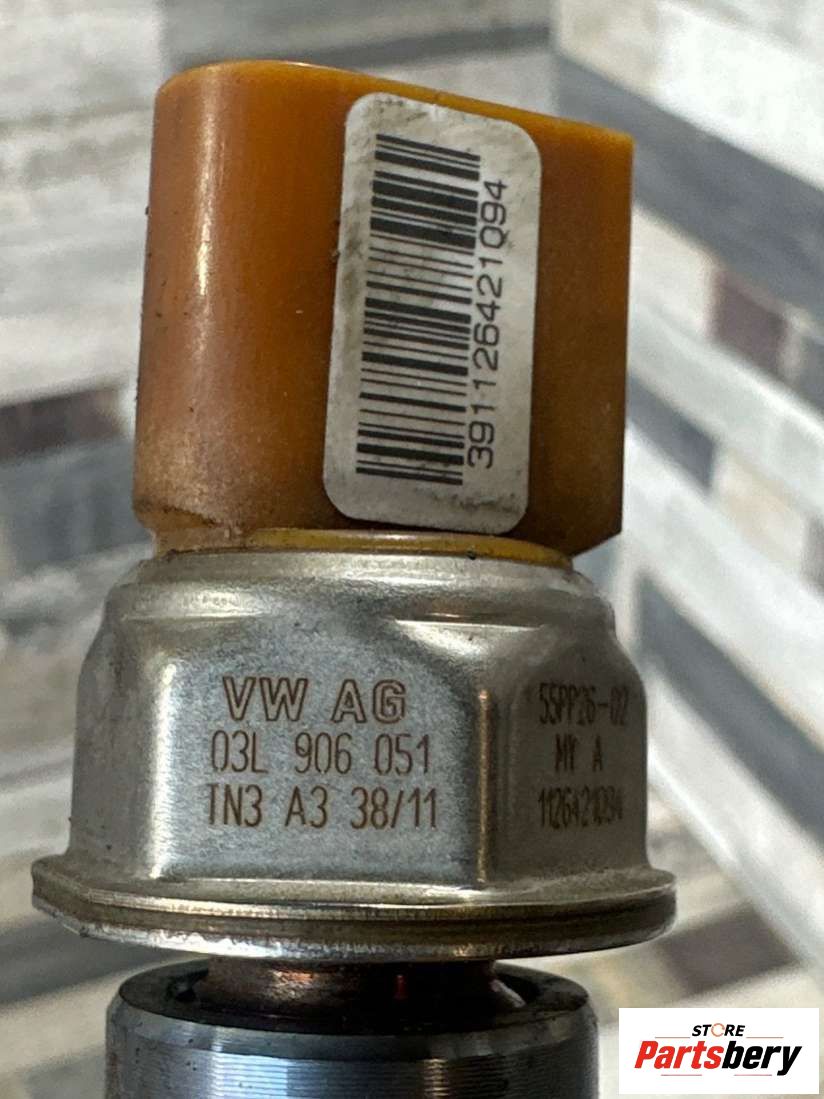 391126421094
VW AG
03L 906 051
TN3 A3 38/11
55PP26-02
MY A
1126421094
STORE
Partsbery